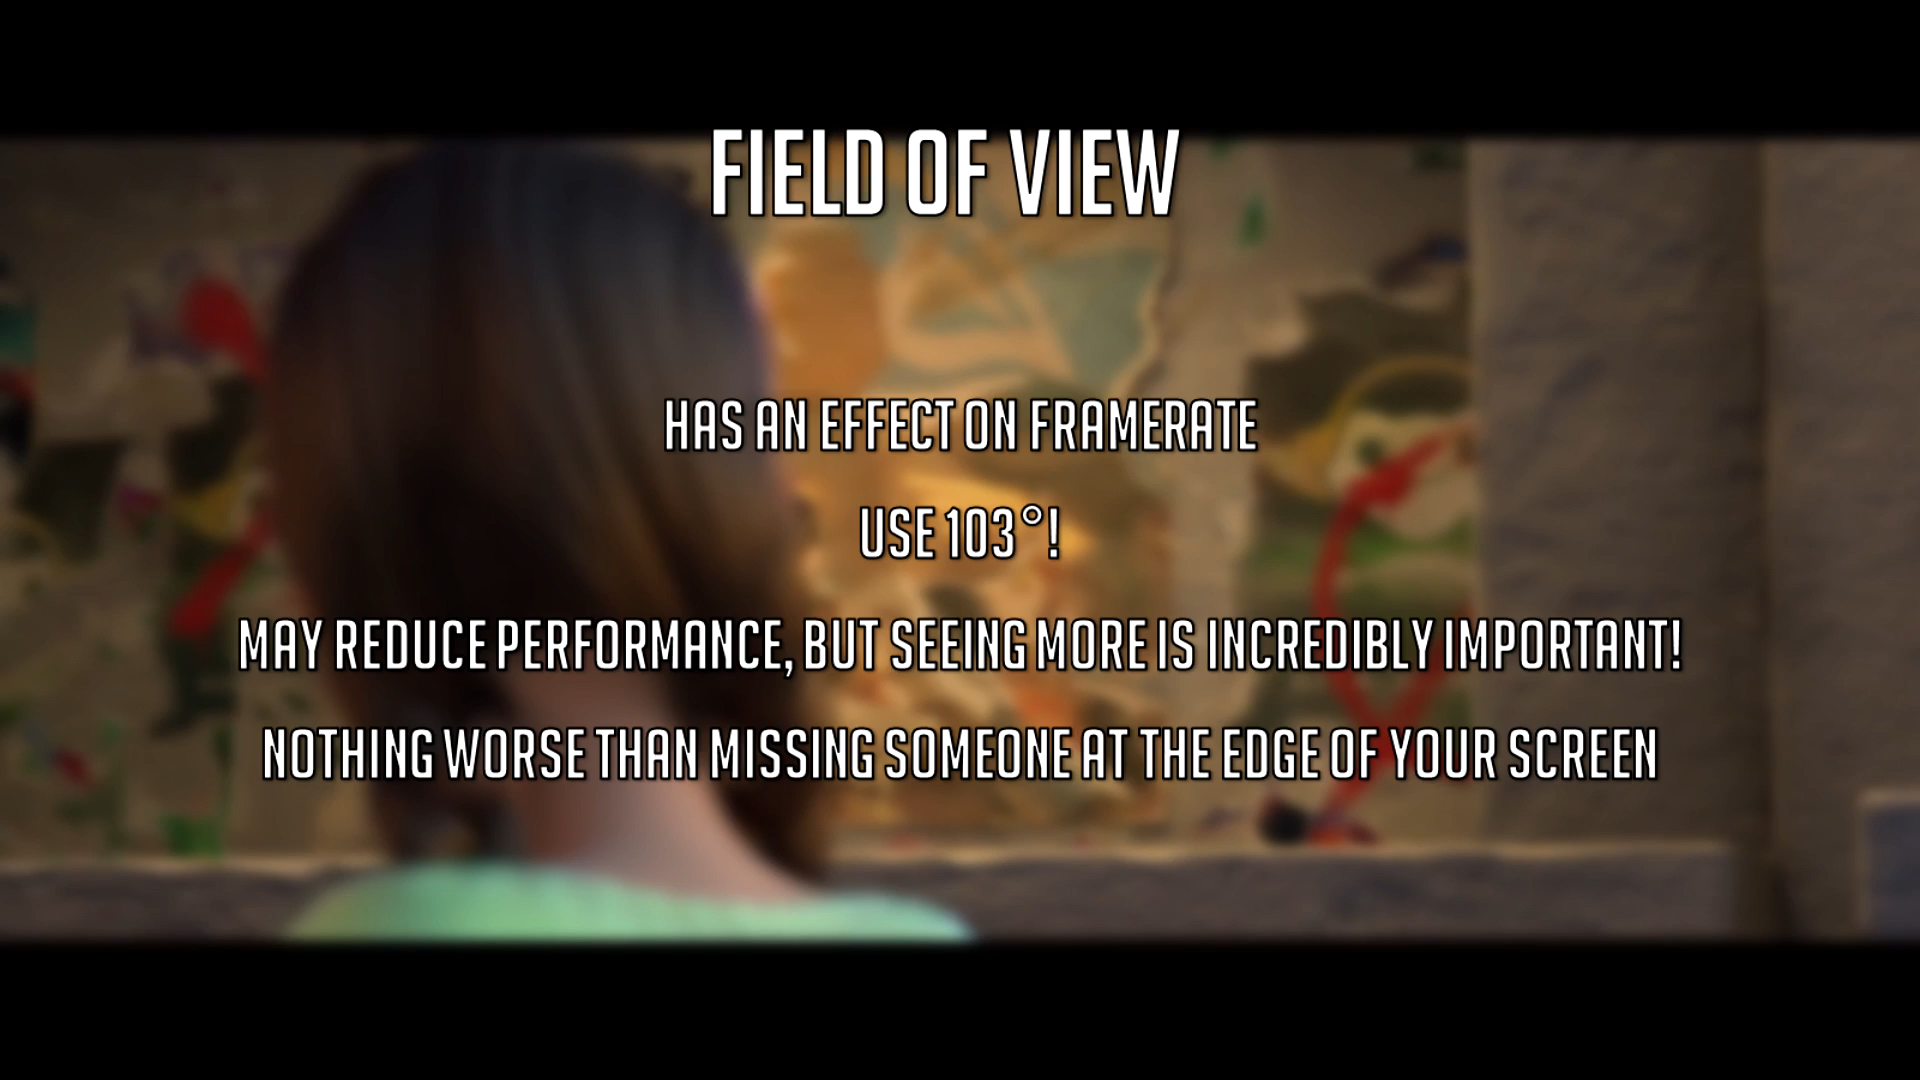 FIELD OF VIEW
HAS AN EFFECT ON FRAMERATE
USE 103°!
MAY REDUCE PERFORMANCE, BUT SEEING MORE IS INCREDIBLY IMPORTANT!
NOTHING WORSE THAN MISSING SOMEONE AT THE EDGE OF YOUR SCREEN